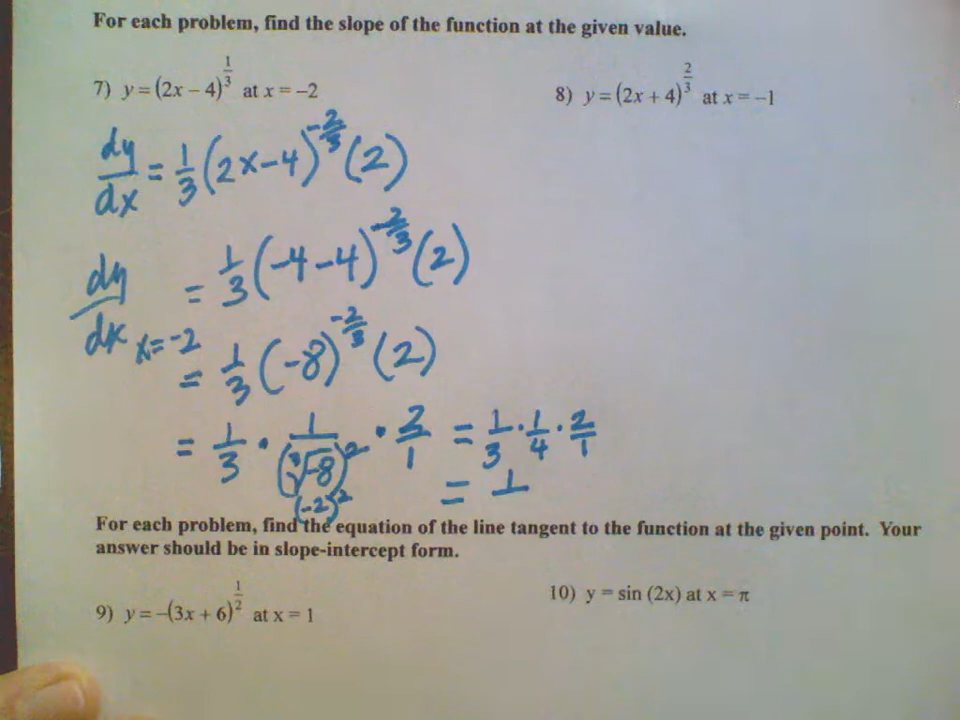 For each problem, find the slope of the function at the given value.
7) y = (2x – 4)^(1/3) at x = –2
8) y = (2x + 4)^(2/3) at x = –1
dy/dx = 1/3 (2x-4)^(-2/3) (2)
dy/dx x=-2 = 1/3 (-4-4)^(-2/3) (2)
= 1/3 (-8)^(-2/3) (2)
= 1/3 · 1/(∛-8)² · 2/1 = 1/3 · 1/4 · 2/1
(-2)² = 1
For each problem, find the equation of the line tangent to the function at the given point. Your
answer should be in slope-intercept form.
9) y = –(3x + 6)^(1/2) at x = 1
10) y = sin (2x) at x = π